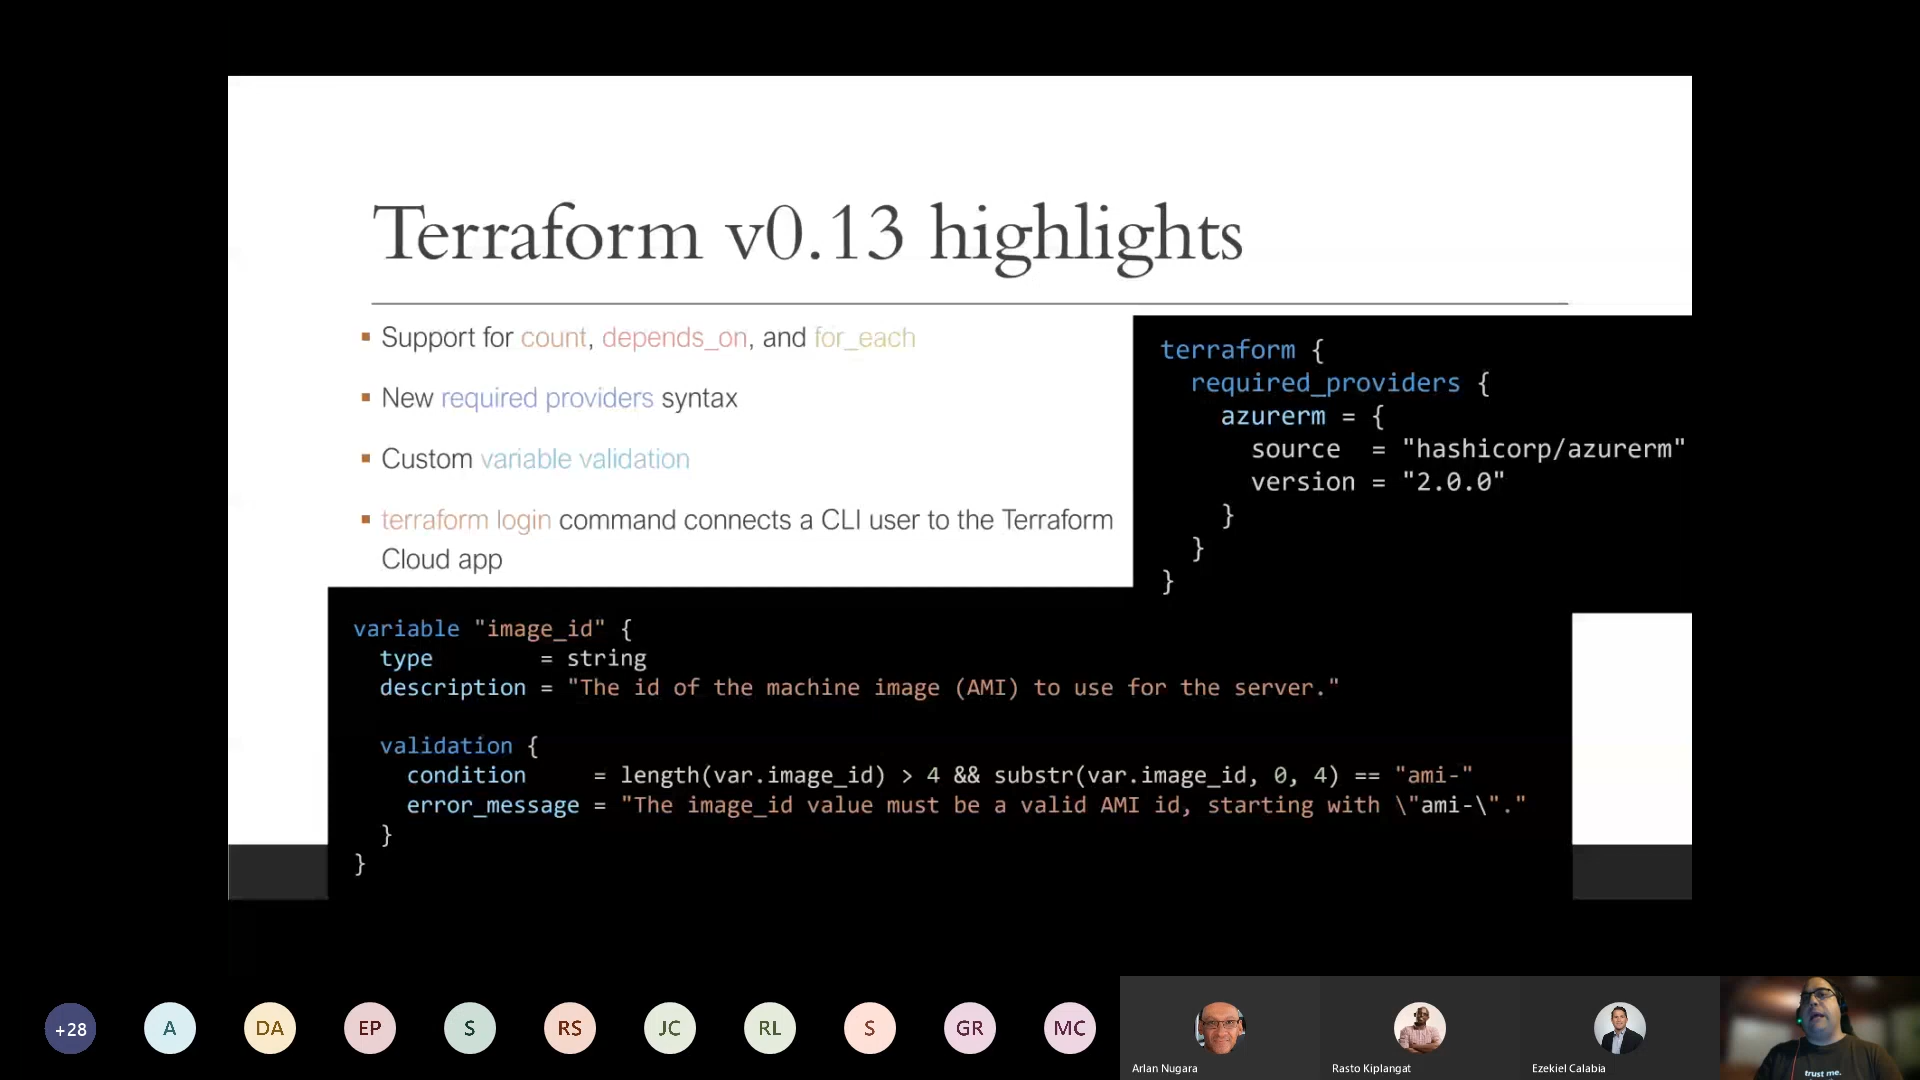 Terraform v0.13 highlights
▪ Support for count, depends_on, and for_each
▪ New required providers syntax
▪ Custom variable validation
▪ terraform login command connects a CLI user to the Terraform
Cloud app
terraform {
  required_providers {
    azurerm = {
      source  = "hashicorp/azurerm"
      version = "2.0.0"
    }
  }
}
variable "image_id" {
  type        = string
  description = "The id of the machine image (AMI) to use for the server."

  validation {
    condition     = length(var.image_id) > 4 && substr(var.image_id, 0, 4) == "ami-"
    error_message = "The image_id value must be a valid AMI id, starting with \"ami-\"."
  }
}
+28
A
DA
EP
S
RS
JC
RL
S
GR
MC
Arlan Nugara
Rasto Kiplangat
Ezekiel Calabia
trust me.